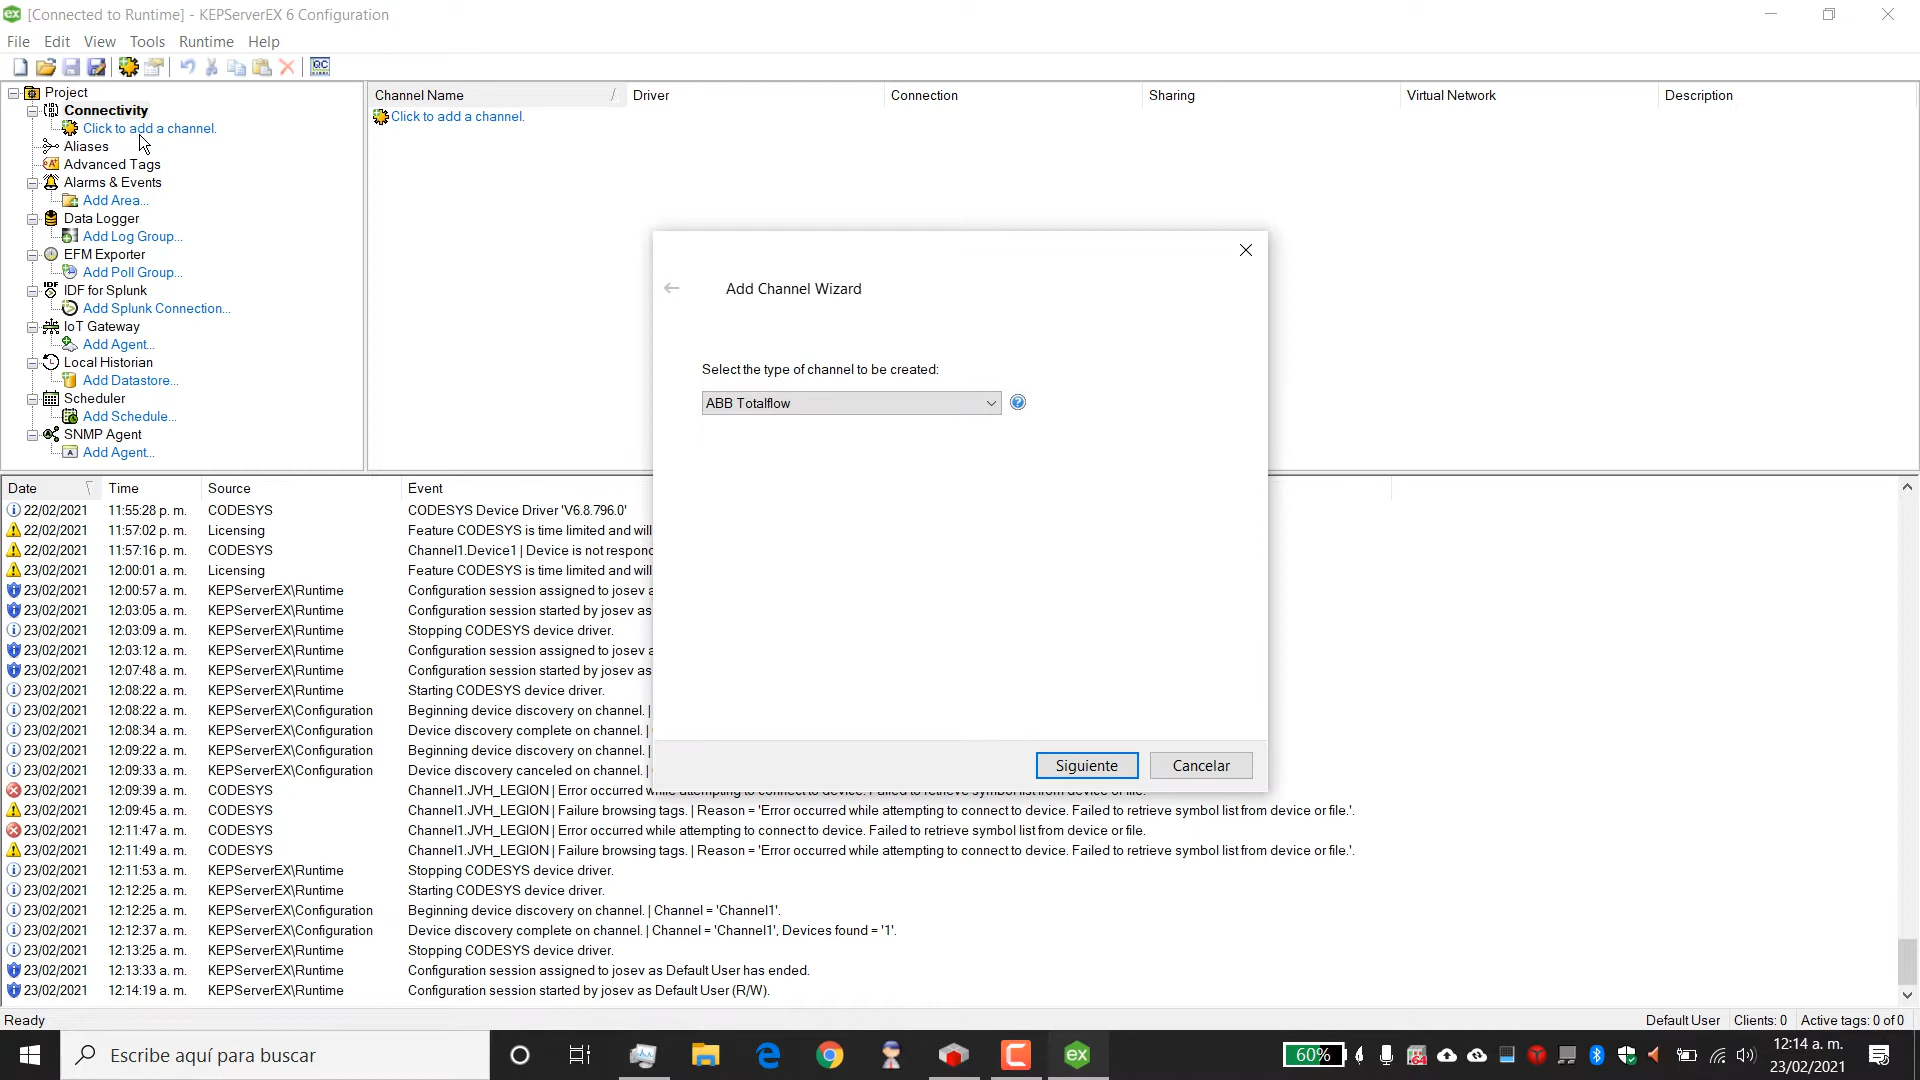 [Connected to Runtime] - KEPServerEX 6 Configuration
File Edit View Tools Runtime Help
Project
Connectivity
Click to add a channel.
Aliases
Advanced Tags
Alarms & Events
Add Area...
Data Logger
Add Log Group...
EFM Exporter
Add Poll Group...
IDF for Splunk
Add Splunk Connection...
IoT Gateway
Add Agent...
Local Historian
Add Datastore...
Scheduler
Add Schedule...
SNMP Agent
Add Agent...
Channel Name Driver Connection Sharing Virtual Network Description
Click to add a channel.
Add Channel Wizard
Select the type of channel to be created:
ABB Totalflow
Siguiente Cancelar
Date Time Source Event
22/02/2021 11:55:28 p. m. CODESYS CODESYS Device Driver 'V6.8.796.0'
22/02/2021 11:57:02 p. m. Licensing Feature CODESYS is time limited and will
22/02/2021 11:57:16 p. m. CODESYS Channel1.Device1 | Device is not respond
23/02/2021 12:00:01 a. m. Licensing Feature CODESYS is time limited and will
23/02/2021 12:00:57 a. m. KEPServerEX\Runtime Configuration session assigned to josev a
23/02/2021 12:03:05 a. m. KEPServerEX\Runtime Configuration session started by josev as
23/02/2021 12:03:09 a. m. KEPServerEX\Runtime Stopping CODESYS device driver.
23/02/2021 12:03:12 a. m. KEPServerEX\Runtime Configuration session assigned to josev a
23/02/2021 12:07:48 a. m. KEPServerEX\Runtime Configuration session started by josev as
23/02/2021 12:08:22 a. m. KEPServerEX\Runtime Starting CODESYS device driver.
23/02/2021 12:08:22 a. m. KEPServerEX\Configuration Beginning device discovery on channel. |
23/02/2021 12:08:34 a. m. KEPServerEX\Configuration Device discovery complete on channel. |
23/02/2021 12:09:22 a. m. KEPServerEX\Configuration Beginning device discovery on channel. |
23/02/2021 12:09:33 a. m. KEPServerEX\Configuration Device discovery canceled on channel. |
23/02/2021 12:09:39 a. m. CODESYS Channel1.JVH_LEGION | Error occurred while attempting to connect to device. Failed to retrieve symbol list from device or file.
23/02/2021 12:09:45 a. m. CODESYS Channel1.JVH_LEGION | Failure browsing tags. | Reason = 'Error occurred while attempting to connect to device. Failed to retrieve symbol list from device or file.'.
23/02/2021 12:11:47 a. m. CODESYS Channel1.JVH_LEGION | Error occurred while attempting to connect to device. Failed to retrieve symbol list from device or file.
23/02/2021 12:11:49 a. m. CODESYS Channel1.JVH_LEGION | Failure browsing tags. | Reason = 'Error occurred while attempting to connect to device. Failed to retrieve symbol list from device or file.'.
23/02/2021 12:11:53 a. m. KEPServerEX\Runtime Stopping CODESYS device driver.
23/02/2021 12:12:25 a. m. KEPServerEX\Runtime Starting CODESYS device driver.
23/02/2021 12:12:25 a. m. KEPServerEX\Configuration Beginning device discovery on channel. | Channel = 'Channel1'.
23/02/2021 12:12:37 a. m. KEPServerEX\Configuration Device discovery complete on channel. | Channel = 'Channel1', Devices found = '1'.
23/02/2021 12:13:25 a. m. KEPServerEX\Runtime Stopping CODESYS device driver.
23/02/2021 12:13:33 a. m. KEPServerEX\Runtime Configuration session assigned to josev as Default User has ended.
23/02/2021 12:14:19 a. m. KEPServerEX\Runtime Configuration session started by josev as Default User (R/W).
Ready Default User Clients: 0 Active tags: 0 of 0
Escribe aquí para buscar
60%
12:14 a. m.
23/02/2021